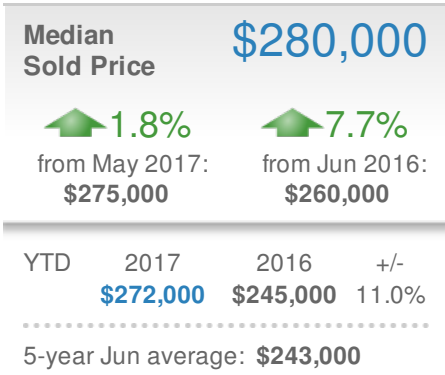 Median $280,000
Sold Price
1.8% 7.7%
from May 2017: from Jun 2016:
$275,000 $260,000
YTD 2017 2016 +/-
$272,000 $245,000 11.0%
5-year Jun average: $243,000